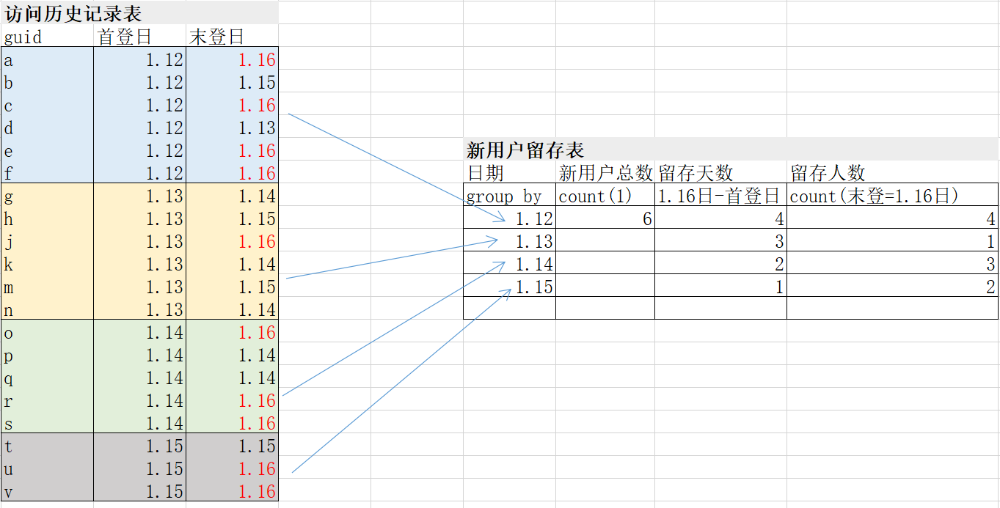 访问历史记录表
guid 首登日 末登日
a 1.12 1.16
b 1.12 1.15
c 1.12 1.16
d 1.12 1.13
e 1.12 1.16
f 1.12 1.16
g 1.13 1.14
h 1.13 1.15
j 1.13 1.16
k 1.13 1.14
m 1.13 1.15
n 1.13 1.14
o 1.14 1.16
p 1.14 1.14
q 1.14 1.14
r 1.14 1.16
s 1.14 1.16
t 1.15 1.15
u 1.15 1.16
v 1.15 1.16
新用户留存表
日期 新用户总数 留存天数 留存人数
group by count(1) 1.16日-首登日 count(末登=1.16日)
1.12 6 4 4
1.13 3 1
1.14 2 3
1.15 1 2